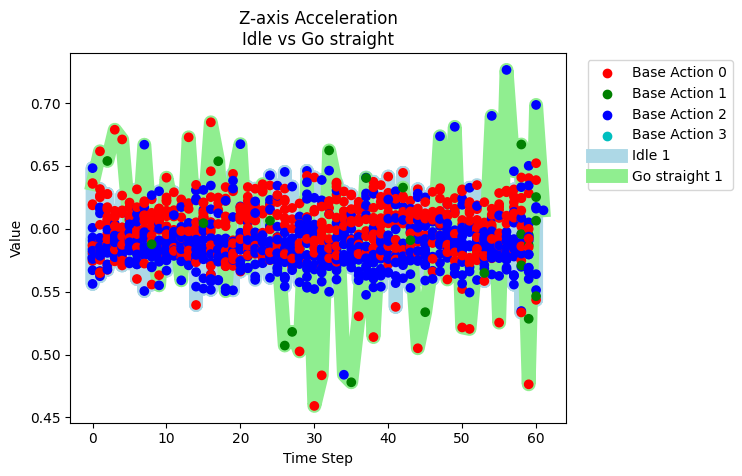 Z-axis Acceleration
Idle vs Go straight
Base Action 0
Base Action 1
Base Action 2
Base Action 3
Idle 1
Go straight 1
Value
0.70
0.65
0.60
0.55
0.50
0.45
0
10
20
30
40
50
60
Time Step